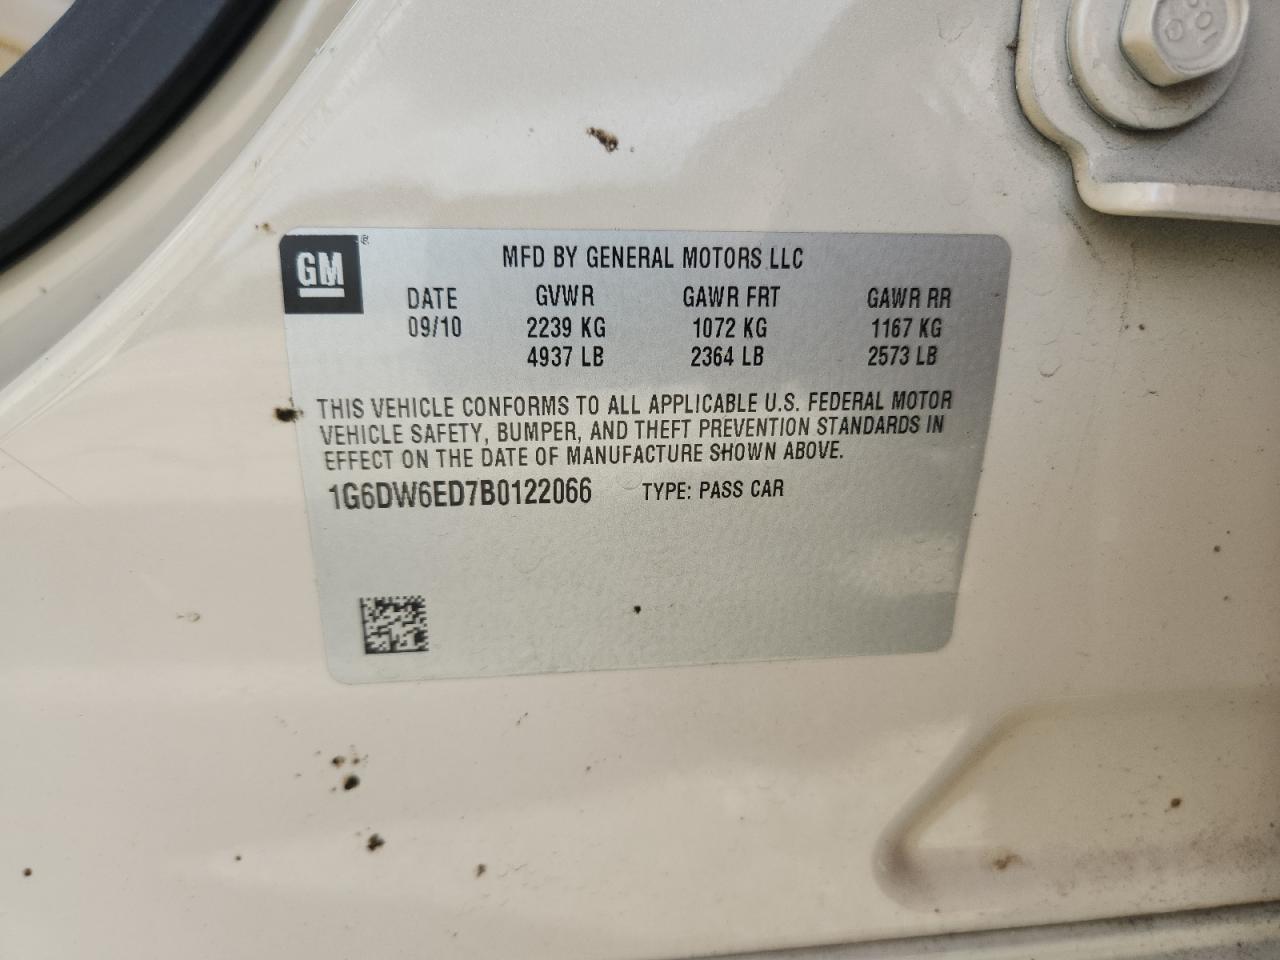 GM®
MFD BY GENERAL MOTORS LLC
DATE GVWR GAWR FRT GAWR RR
09/10 2239 KG 1072 KG 1167 KG
4937 LB 2364 LB 2573 LB
THIS VEHICLE CONFORMS TO ALL APPLICABLE U.S. FEDERAL MOTOR
VEHICLE SAFETY, BUMPER, AND THEFT PREVENTION STANDARDS IN
EFFECT ON THE DATE OF MANUFACTURE SHOWN ABOVE.
1G6DW6ED7B0122066 TYPE: PASS CAR